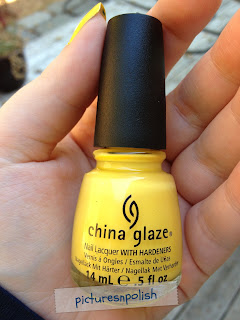 china glaze®
Nail Lacquer WITH HARDENERS
Vernis à Ongles / Esmalte de Uñas
Nagellack Mit Härter / Nagellak Met Verharder
14 mL e .5 fl oz
picturesnpolish